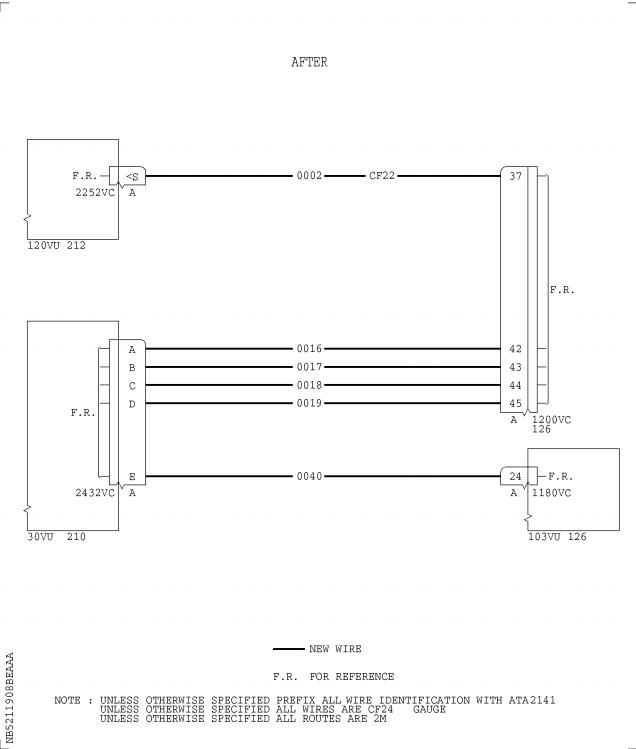 AFTER
F.R. <S 0002 CF22 37
2252VC A
120VU 212
F.R.
A 0016 42
B 0017 43
C 0018 44
D 0019 45
F.R.
A 1200VC
126
E 0040 24 F.R.
2432VC A A 1180VC
30VU 210 103VU 126
NEW WIRE
F.R. FOR REFERENCE
NOTE : UNLESS OTHERWISE SPECIFIED PREFIX ALL WIRE IDENTIFICATION WITH ATA2141
UNLESS OTHERWISE SPECIFIED ALL WIRES ARE CF24 GAUGE
UNLESS OTHERWISE SPECIFIED ALL ROUTES ARE 2M
NB5211908BEAAA